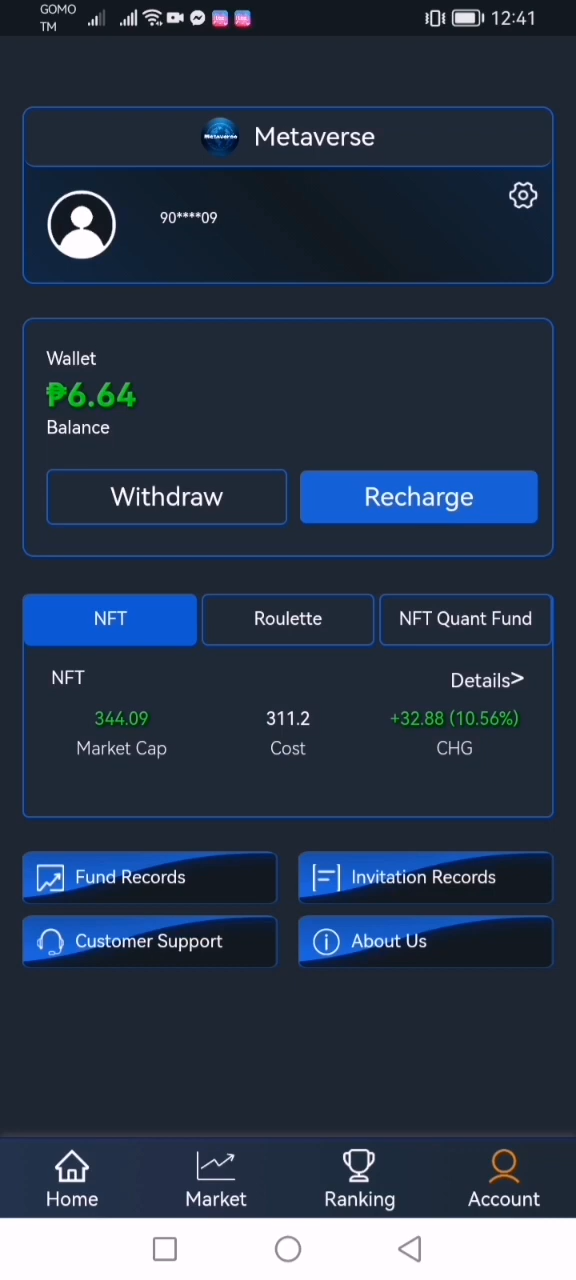 GOMO
TM
12:41
Metaverse
90****09
Wallet
₱6.64
Balance
Withdraw
Recharge
NFT
Roulette
NFT Quant Fund
NFT
Details>
344.09
311.2
+32.88 (10.56%)
Market Cap
Cost
CHG
Fund Records
Invitation Records
Customer Support
About Us
Home
Market
Ranking
Account